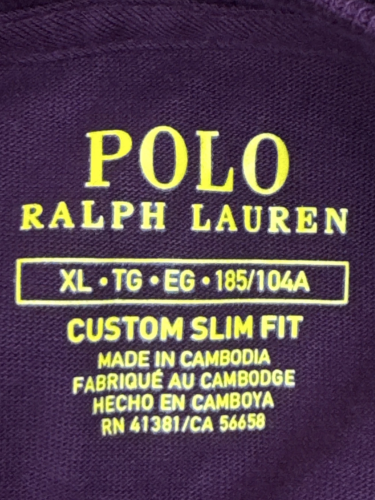 POLO
RALPH LAUREN
XL • TG • EG • 185/104A
CUSTOM SLIM FIT
MADE IN CAMBODIA
FABRIQUÉ AU CAMBODGE
HECHO EN CAMBOYA
RN 41381/CA 56658